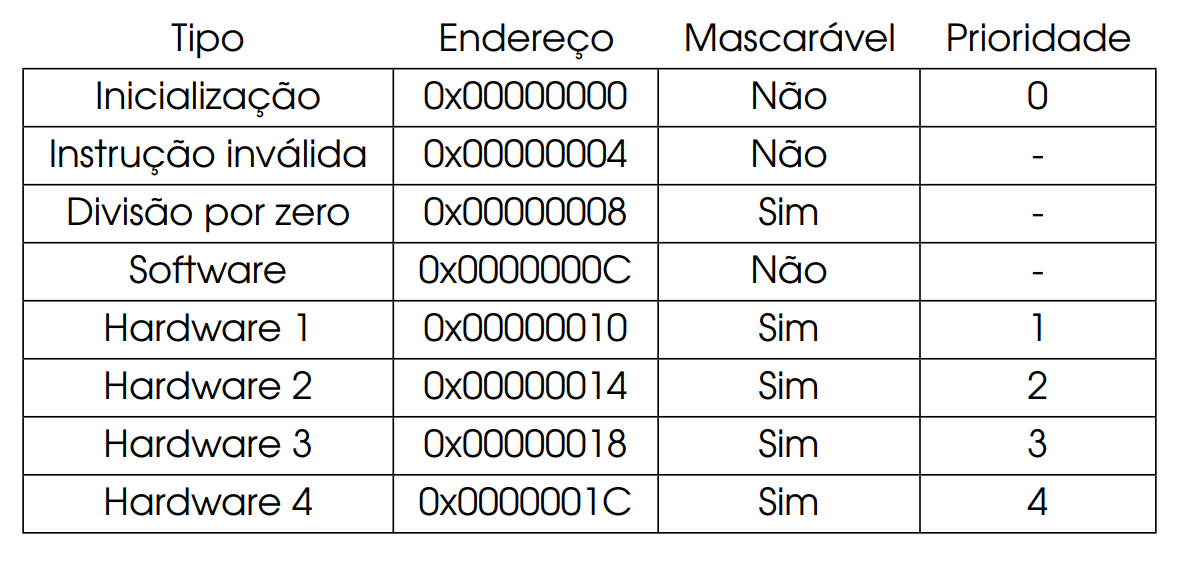 Tipo Endereço Mascarável Prioridade
Inicialização 0x00000000 Não 0
Instrução inválida 0x00000004 Não -
Divisão por zero 0x00000008 Sim -
Software 0x0000000C Não -
Hardware 1 0x00000010 Sim 1
Hardware 2 0x00000014 Sim 2
Hardware 3 0x00000018 Sim 3
Hardware 4 0x0000001C Sim 4